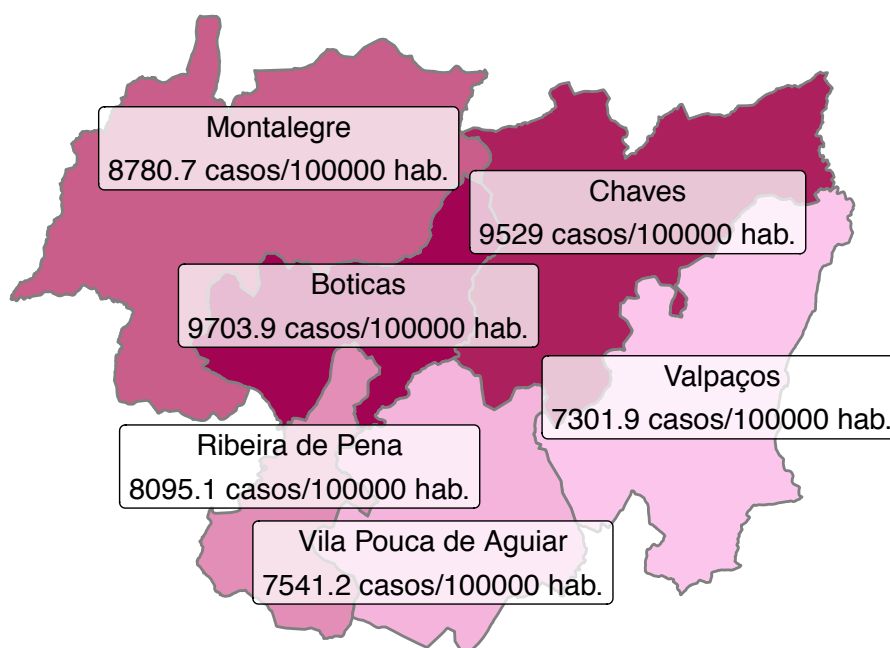 Montalegre
8780.7 casos/100000 hab.
Chaves
9529 casos/100000 hab.
Boticas
9703.9 casos/100000 hab.
Valpaços
7301.9 casos/100000 hab.
Ribeira de Pena
8095.1 casos/100000 hab.
Vila Pouca de Aguiar
7541.2 casos/100000 hab.